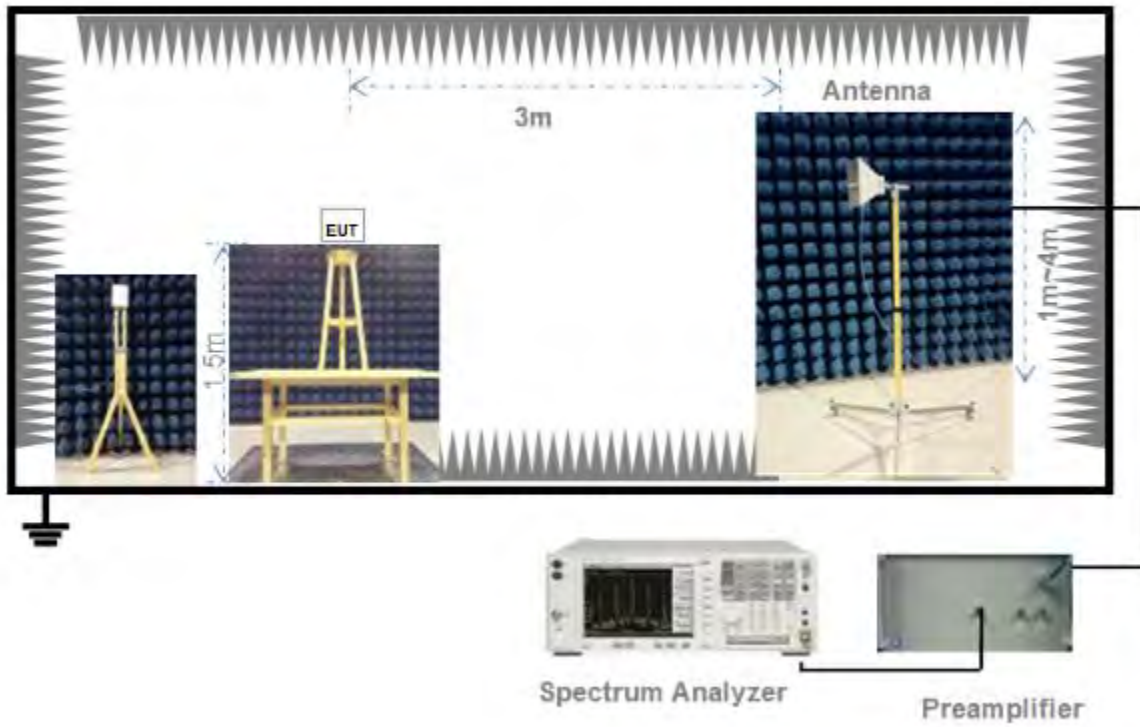 Antenna
3m
EUT
1.5m
1m~4m
Spectrum Analyzer
Preamplifier